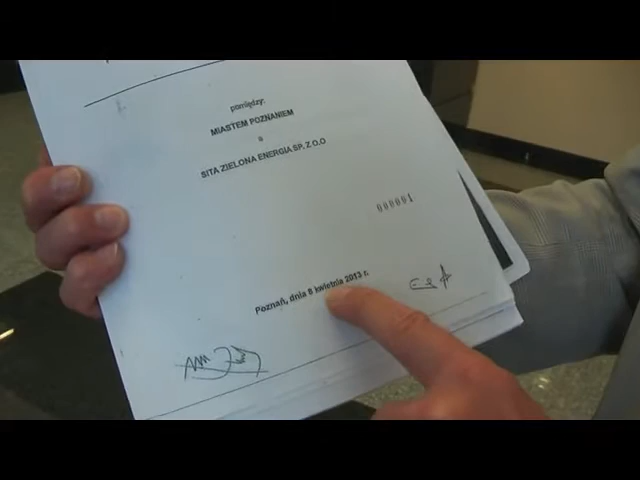 pomiędzy:
MIASTEM POZNANIEM
a
SITA ZIELONA ENERGIA SP. Z O.O
000001
Poznań, dnia 8 kwietnia 2013 r.